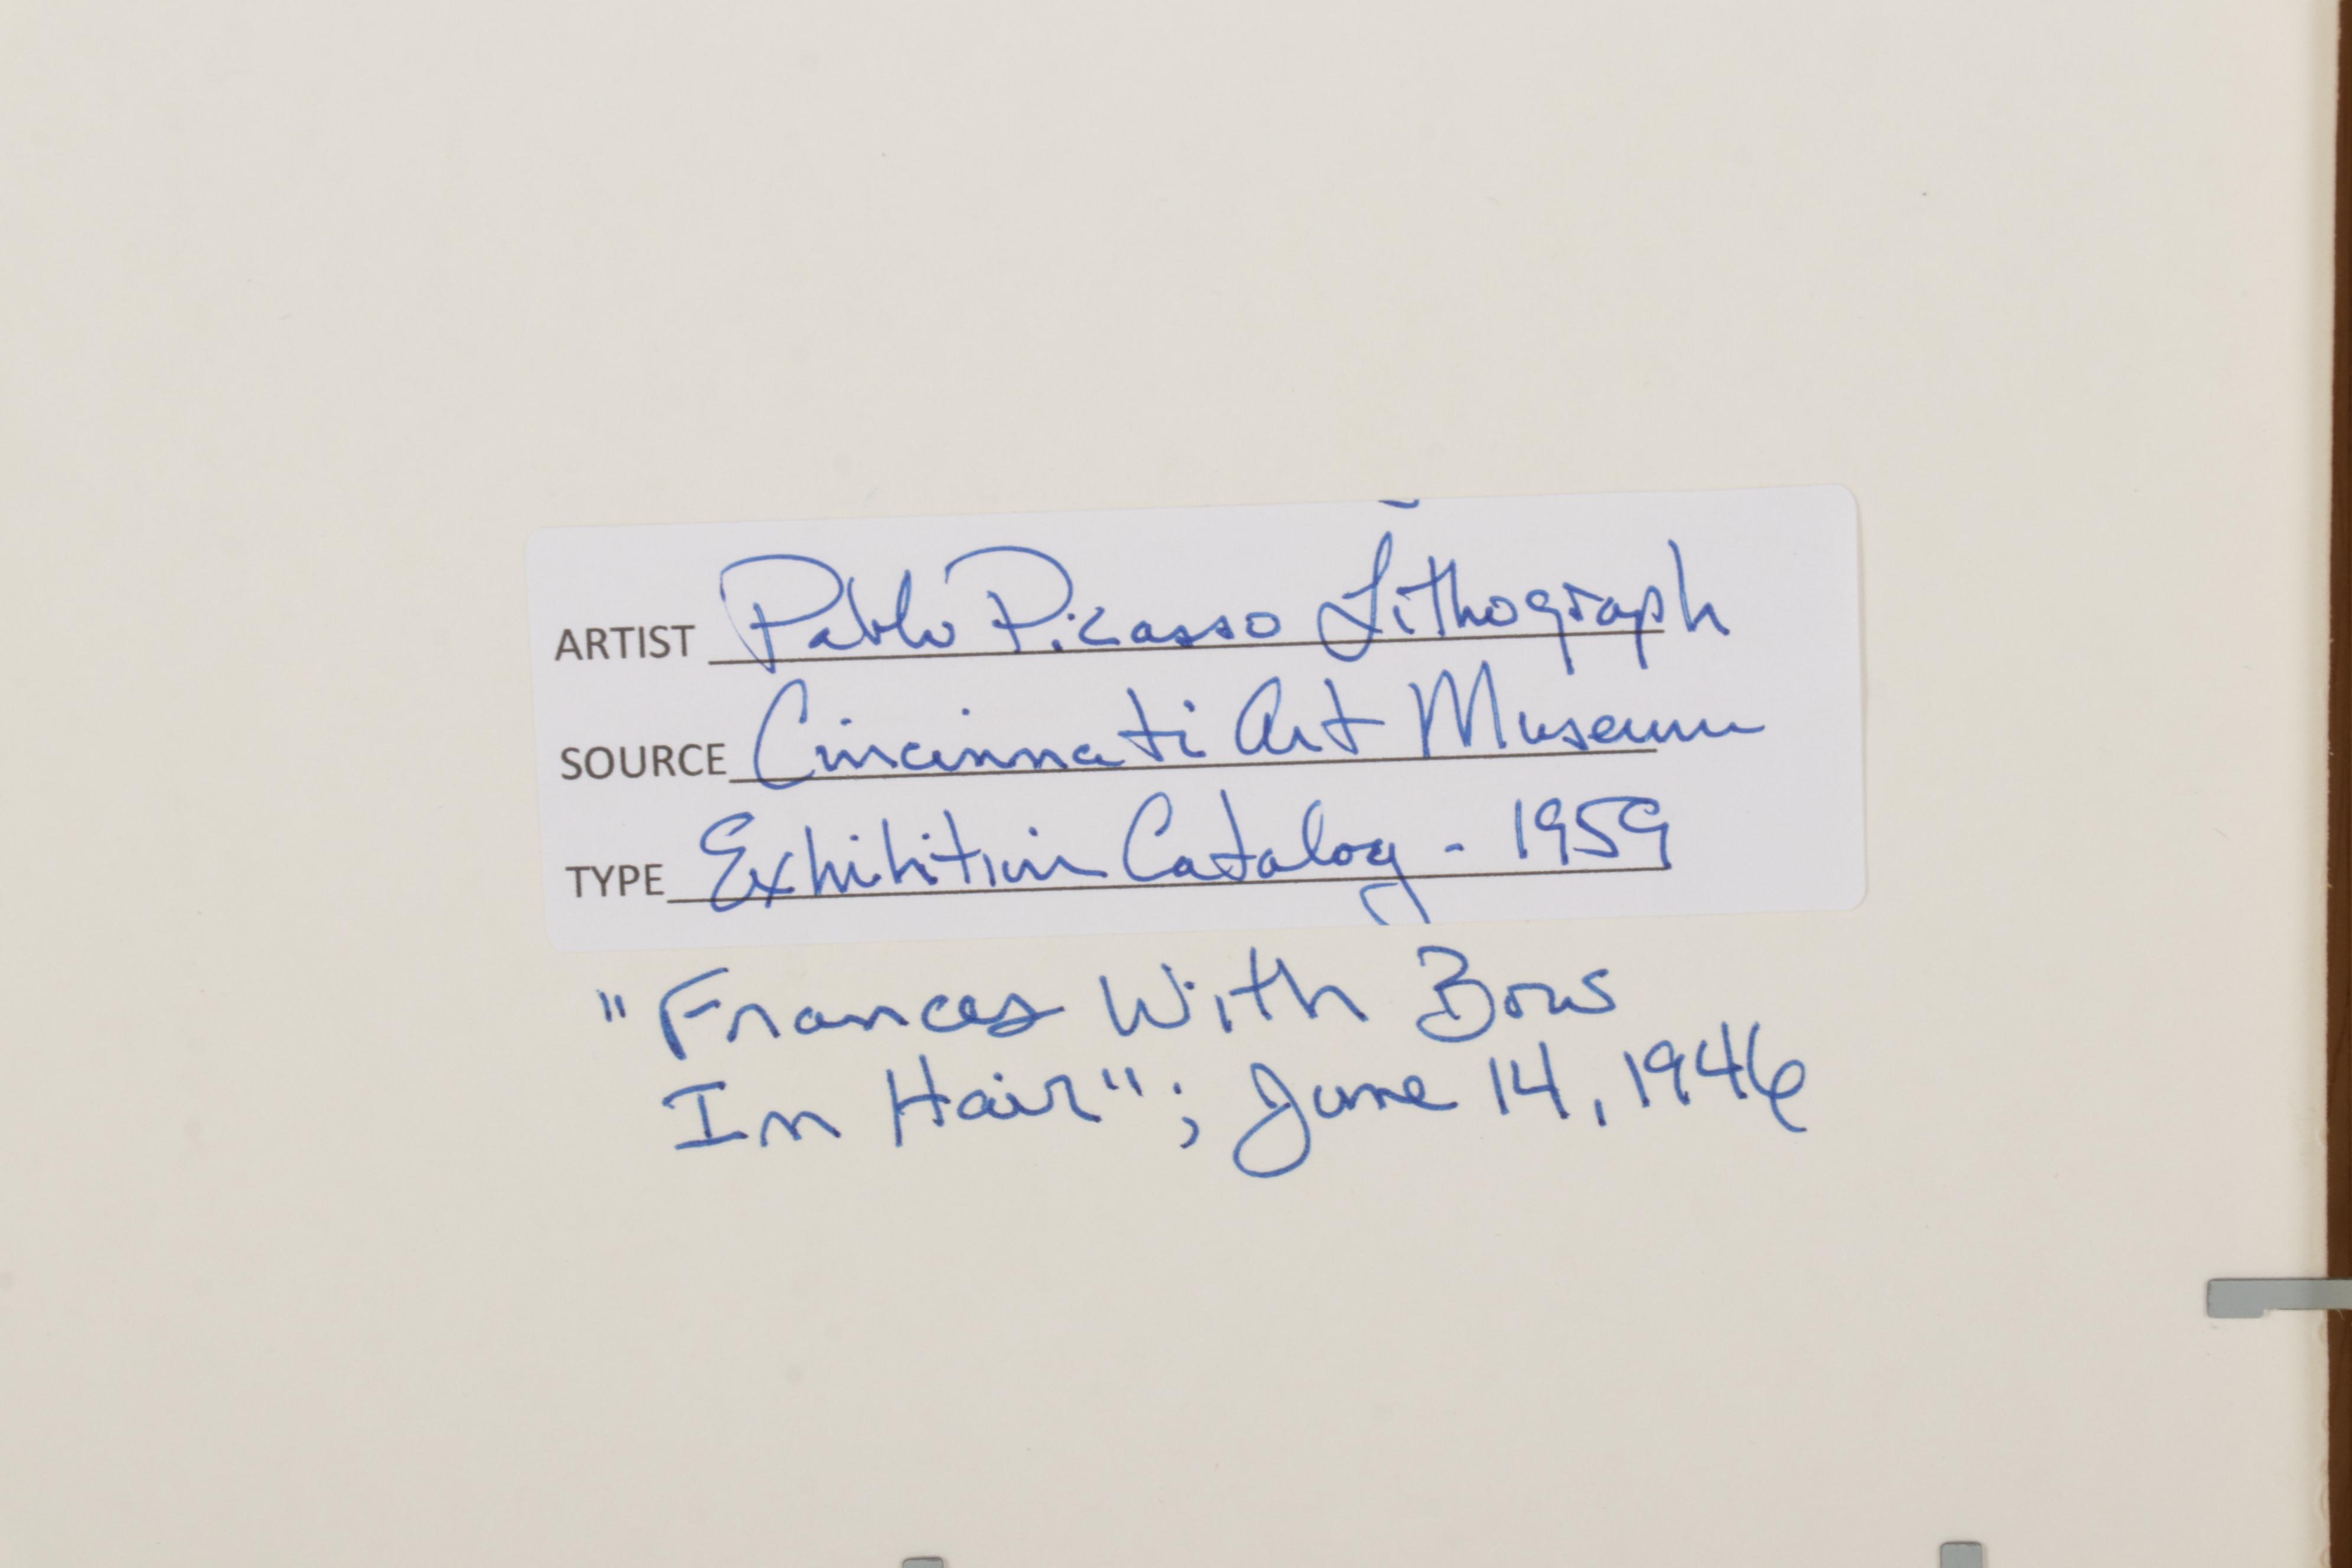 ARTIST Pablo Picasso Lithograph
SOURCE Cincinnati Art Museum
TYPE Exhibition Catalog - 1959
"Frances With Bows
In Hair"; June 14, 1946